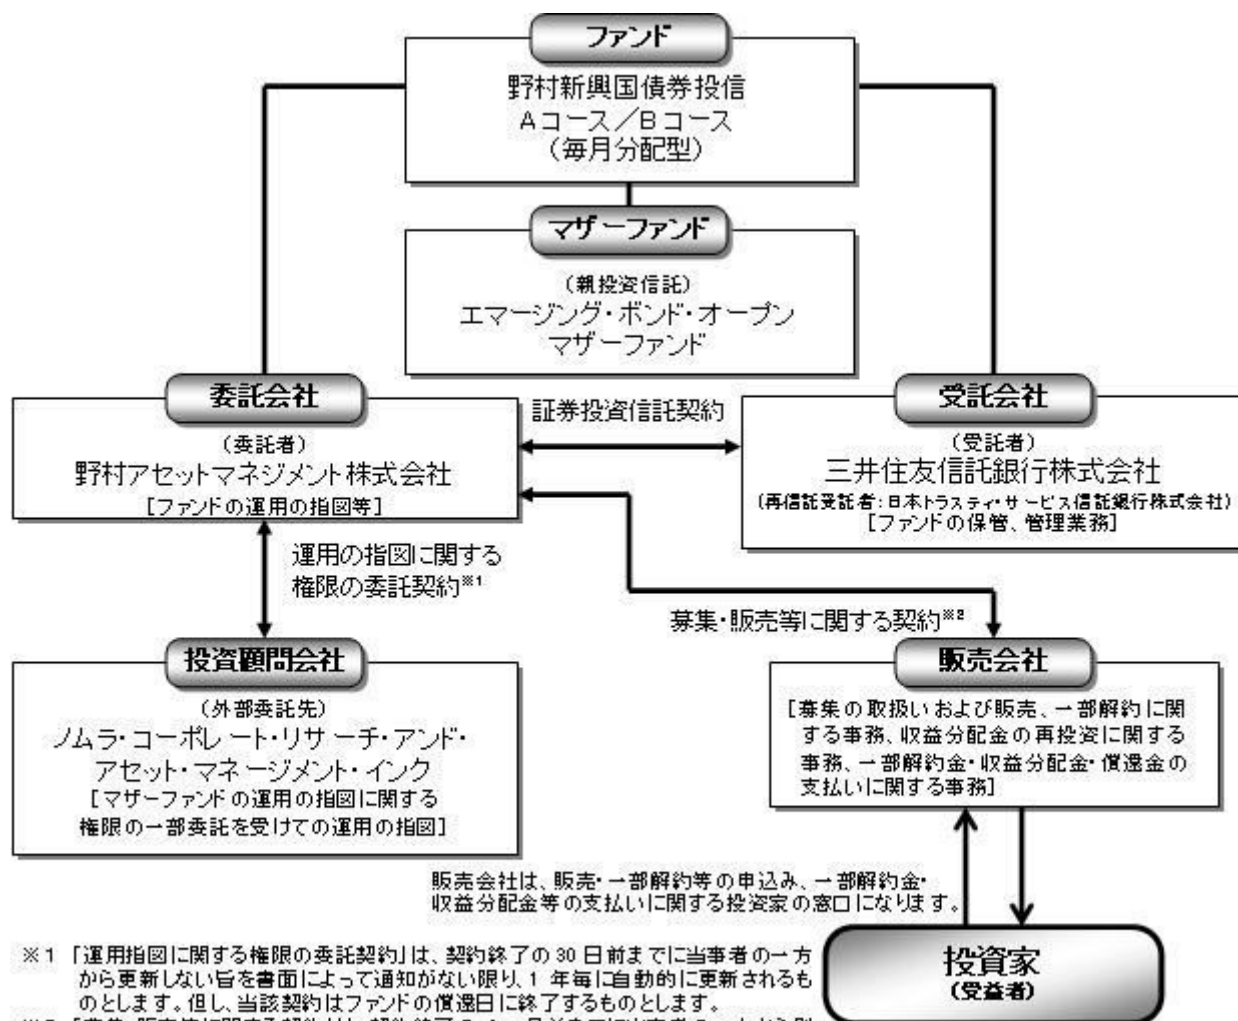 ファンド
野村新興国債券投信
Aコース／Bコース
(毎月分配型)
マザーファンド
(親投資信託)
エマージング・ボンド・オープン
マザーファンド
委託会社
(委託者)
野村アセットマネジメント株式会社
[ファンドの運用の指図等]
証券投資信託契約
受託会社
(受託者)
三井住友信託銀行株式会社
(再信託受託者:日本トラスティ・サービス信託銀行株式会社)
[ファンドの保管、管理業務]
運用の指図に関する
権限の委託契約※1
募集・販売等に関する契約※2
投資顧問会社
(外部委託先)
ノムラ・コーポレート・リサーチ・アンド・
アセット・マネージメント・インク
[マザーファンドの運用の指図に関する
権限の一部委託を受けての運用の指図]
販売会社
[募集の取扱いおよび販売、一部解約に関
する事務、収益分配金の再投資に関する
事務、一部解約金・収益分配金・償還金の
支払いに関する事務]
販売会社は、販売・一部解約等の申込み、一部解約金・
収益分配金等の支払いに関する投資家の窓口になります。
投資家
(受益者)
※1 「運用指図に関する権限の委託契約」は、契約終了の30日前までに当事者の一方
から更新しない旨を書面によって通知がない限り、1年毎に自動的に更新されるも
のとします。但し、当該契約はファンドの償還日に終了するものとします。